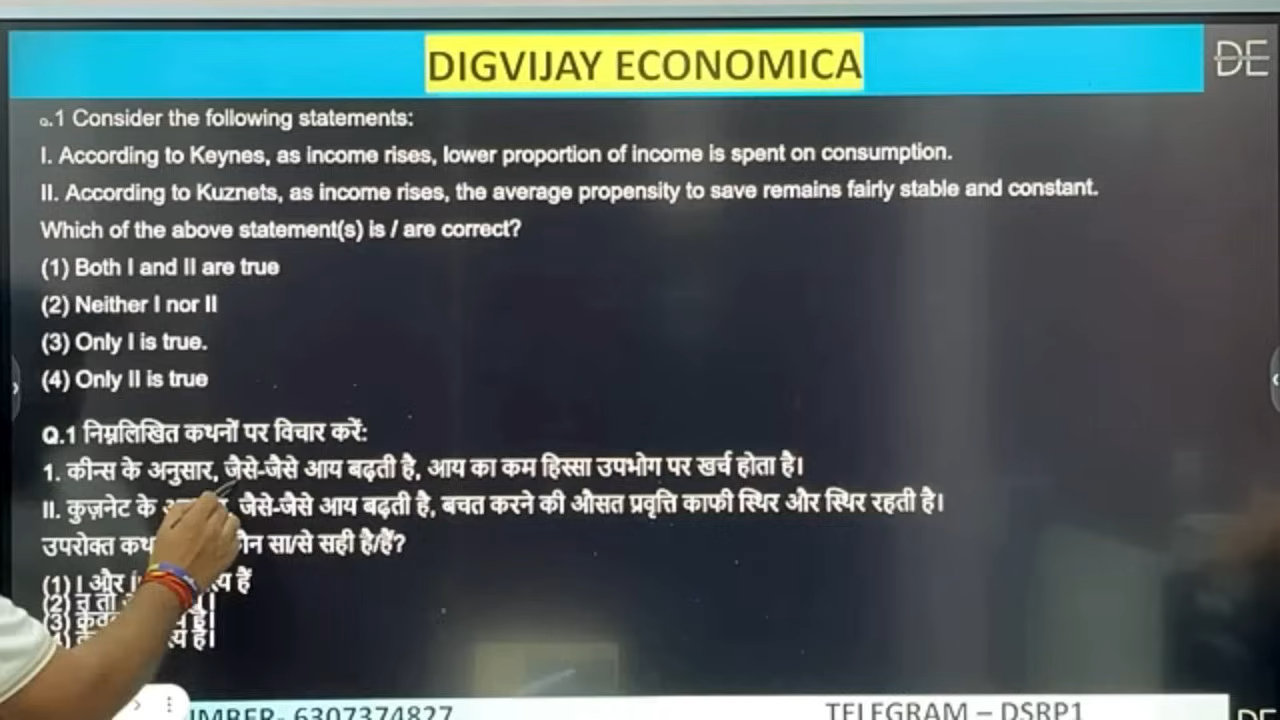 DIGVIJAY ECONOMICA
DE
Q.1 Consider the following statements:
I. According to Keynes, as income rises, lower proportion of income is spent on consumption.
II. According to Kuznets, as income rises, the average propensity to save remains fairly stable and constant.
Which of the above statement(s) is / are correct?
(1) Both I and II are true
(2) Neither I nor II
(3) Only I is true.
(4) Only II is true
Q.1 निम्नलिखित कथनों पर विचार करें:
1. कीन्स के अनुसार, जैसे-जैसे आय बढ़ती है, आय का कम हिस्सा उपभोग पर खर्च होता है।
II. कुज़नेट के जैसे-जैसे आय बढ़ती है, बचत करने की औसत प्रवृत्ति काफी स्थिर और स्थिर रहती है।
उपरोक्त सा/से सही है/हैं?
(1) I और हैं
(2) न तो
(3)
है।
6307374827
TELEGRAM – DSRP1
DE